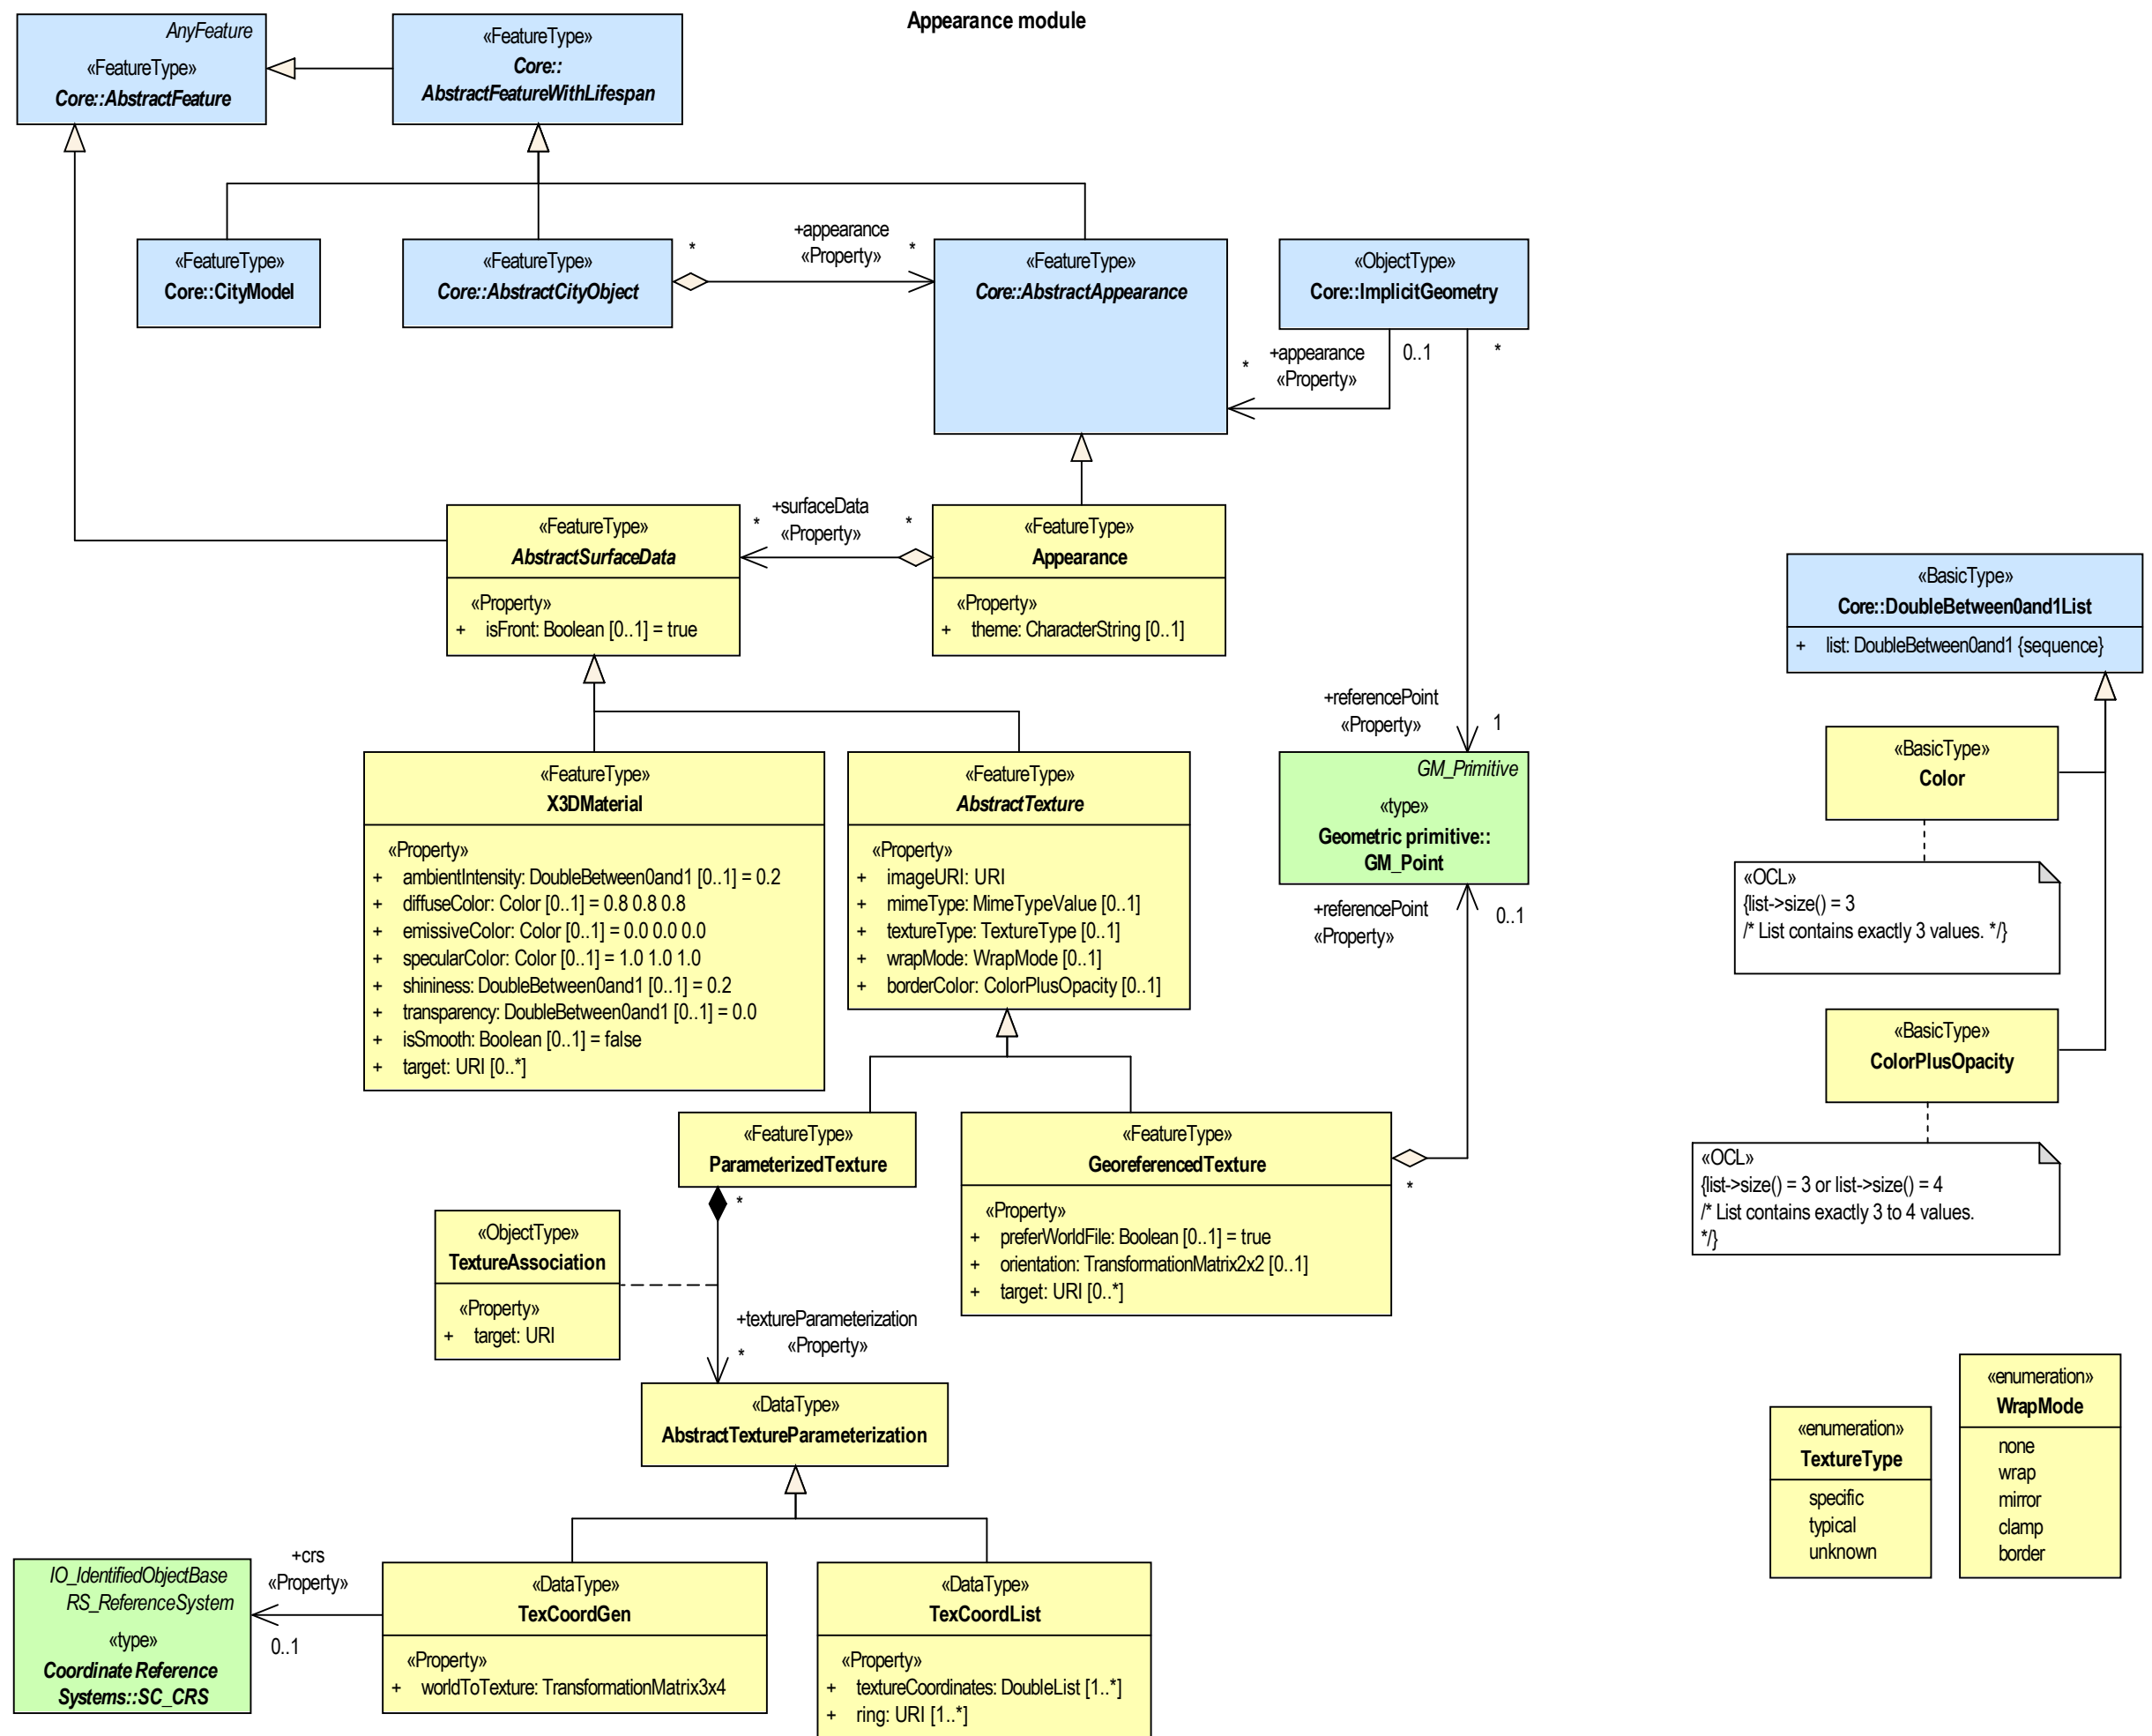 Appearance module
AnyFeature
«FeatureType»
Core::AbstractFeature
«FeatureType»
Core::
AbstractFeatureWithLifespan
«FeatureType»
Core::CityModel
«FeatureType»
Core::AbstractCityObject
*
+appearance
«Property»
*
«FeatureType»
Core::AbstractAppearance
«ObjectType»
Core::ImplicitGeometry
*
+appearance
«Property»
0..1
*
«FeatureType»
AbstractSurfaceData
«Property»
+ isFront: Boolean [0..1] = true
*
+surfaceData
«Property»
*
«FeatureType»
Appearance
«Property»
+ theme: CharacterString [0..1]
«BasicType»
Core::DoubleBetween0and1List
+ list: DoubleBetween0and1 {sequence}
+referencePoint
«Property»
1
«FeatureType»
X3DMaterial
«Property»
+ ambientIntensity: DoubleBetween0and1 [0..1] = 0.2
+ diffuseColor: Color [0..1] = 0.8 0.8 0.8
+ emissiveColor: Color [0..1] = 0.0 0.0 0.0
+ specularColor: Color [0..1] = 1.0 1.0 1.0
+ shininess: DoubleBetween0and1 [0..1] = 0.2
+ transparency: DoubleBetween0and1 [0..1] = 0.0
+ isSmooth: Boolean [0..1] = false
+ target: URI [0..*]
«FeatureType»
AbstractTexture
«Property»
+ imageURI: URI
+ mimeType: MimeTypeValue [0..1]
+ textureType: TextureType [0..1]
+ wrapMode: WrapMode [0..1]
+ borderColor: ColorPlusOpacity [0..1]
GM_Primitive
«type»
Geometric primitive::
GM_Point
+referencePoint
«Property»
0..1
«BasicType»
Color
«OCL»
{list->size() = 3
/* List contains exactly 3 values. */}
«BasicType»
ColorPlusOpacity
«OCL»
{list->size() = 3 or list->size() = 4
/* List contains exactly 3 to 4 values.
*/}
«FeatureType»
ParameterizedTexture
*
«FeatureType»
GeoreferencedTexture
«Property»
+ preferWorldFile: Boolean [0..1] = true
+ orientation: TransformationMatrix2x2 [0..1]
+ target: URI [0..*]
*
«ObjectType»
TextureAssociation
«Property»
+ target: URI
+textureParameterization
«Property»
*
«DataType»
AbstractTextureParameterization
«enumeration»
TextureType
specific
typical
unknown
«enumeration»
WrapMode
none
wrap
mirror
clamp
border
IO_IdentifiedObjectBase
RS_ReferenceSystem
«type»
Coordinate Reference
Systems::SC_CRS
+crs
«Property»
0..1
«DataType»
TexCoordGen
«Property»
+ worldToTexture: TransformationMatrix3x4
«DataType»
TexCoordList
«Property»
+ textureCoordinates: DoubleList [1..*]
+ ring: URI [1..*]